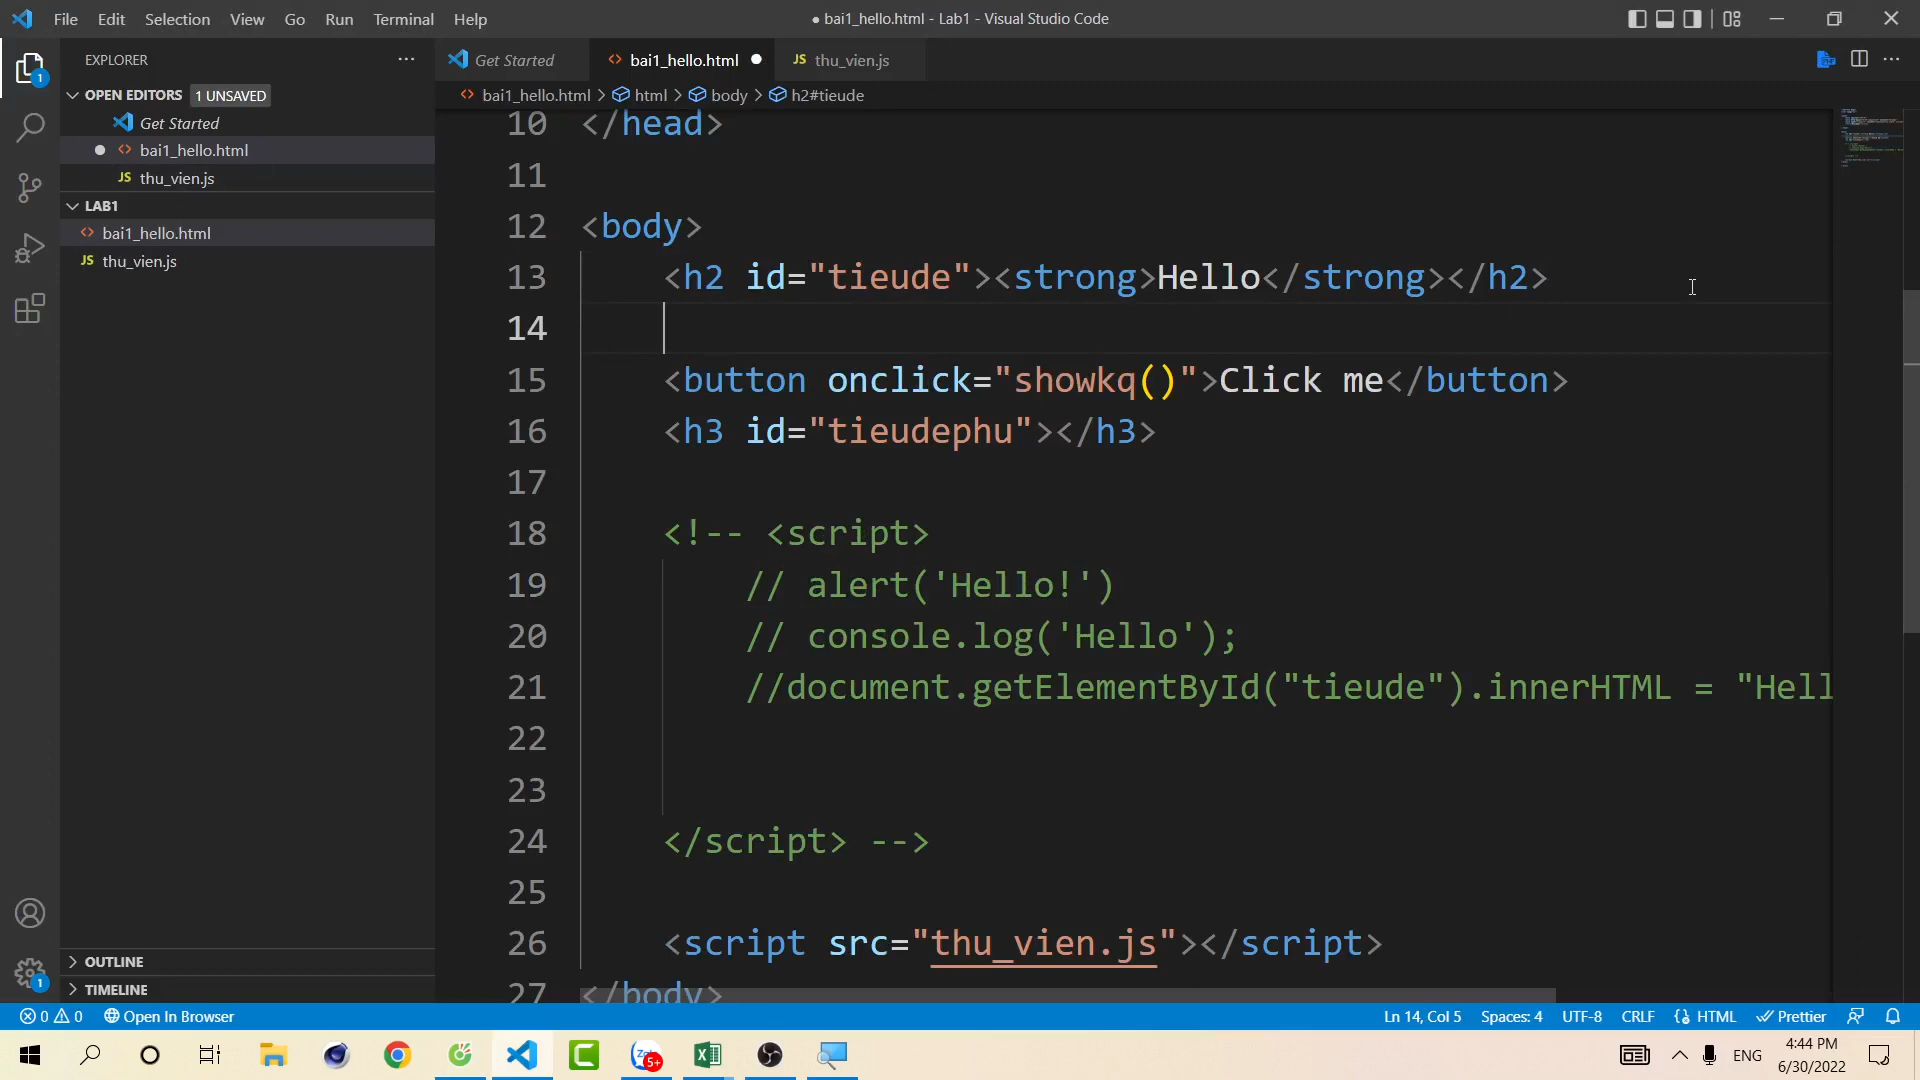 File Edit Selection View Go Run Terminal Help
● bai1_hello.html - Lab1 - Visual Studio Code
EXPLORER
OPEN EDITORS 1 UNSAVED
Get Started
bai1_hello.html
thu_vien.js
LAB1
bai1_hello.html
thu_vien.js
OUTLINE
TIMELINE
1
1
Get Started bai1_hello.html thu_vien.js
bai1_hello.html > html > body > h2#tieude
10 </head>
11
12 <body>
13 <h2 id="tieude"><strong>Hello</strong></h2>
14
15 <button onclick="showkq()">Click me</button>
16 <h3 id="tieudephu"></h3>
17
18 <!-- <script>
19 // alert('Hello!')
20 // console.log('Hello');
21 //document.getElementById("tieude").innerHTML = "Hell
22
23
24 </script> -->
25
26 <script src="thu_vien.js"></script>
27 </body>
0 0 Open In Browser
Ln 14, Col 5 Spaces: 4 UTF-8 CRLF HTML Prettier
5+
ENG
4:44 PM
6/30/2022